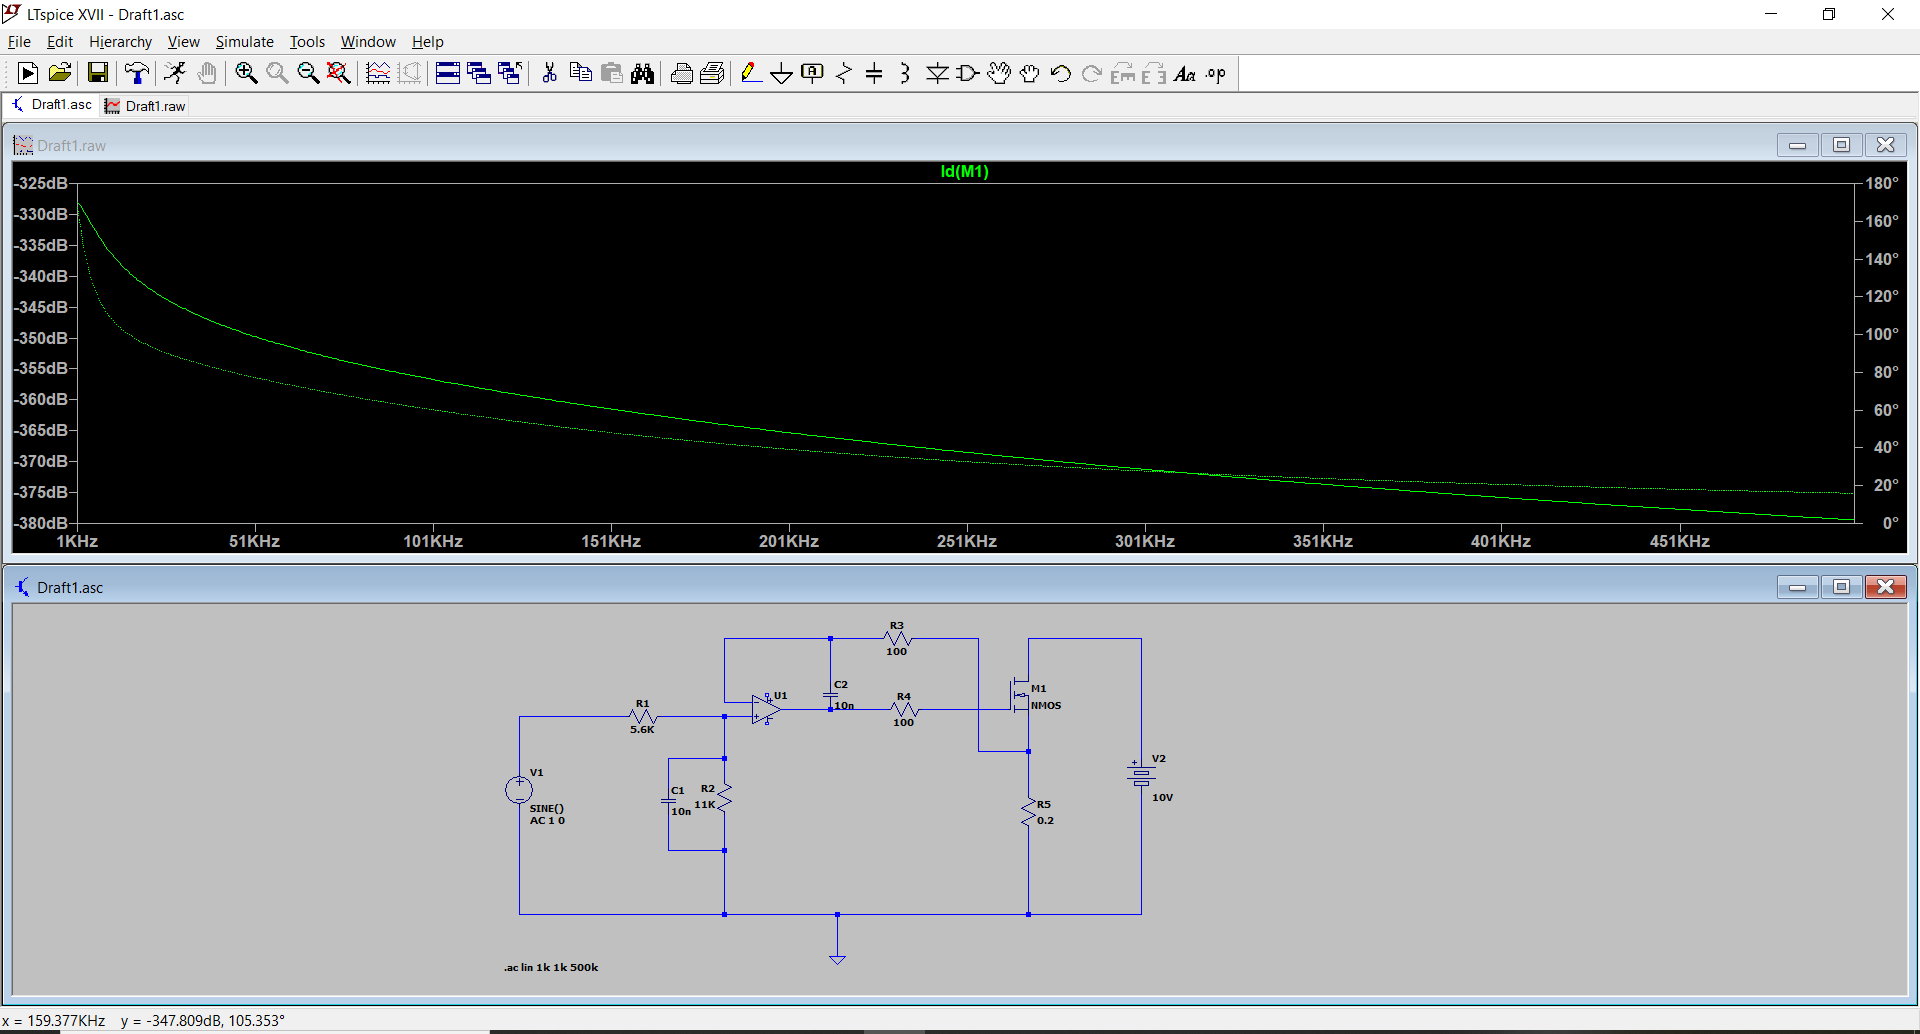 LTspice XVII - Draft1.asc
File Edit Hierarchy View Simulate Tools Window Help
A Aa .op
Draft1.asc Draft1.raw
Draft1.raw
Id(M1)
-325dB 180°
-330dB 160°
-335dB
-340dB 140°
-345dB 120°
-350dB 100°
-355dB
-360dB 80°
-365dB 60°
-370dB 40°
-375dB 20°
-380dB 0°
1KHz 51KHz 101KHz 151KHz 201KHz 251KHz 301KHz 351KHz 401KHz 451KHz
Draft1.asc
R3
100
C2
10n
U1
R4
100
M1
NMOS
R1
5.6K
V1
SINE()
AC 1 0
C1
10n
R2
11K
R5
0.2
V2
10V
.ac lin 1k 1k 500k
x = 159.377KHz y = -347.809dB, 105.353°